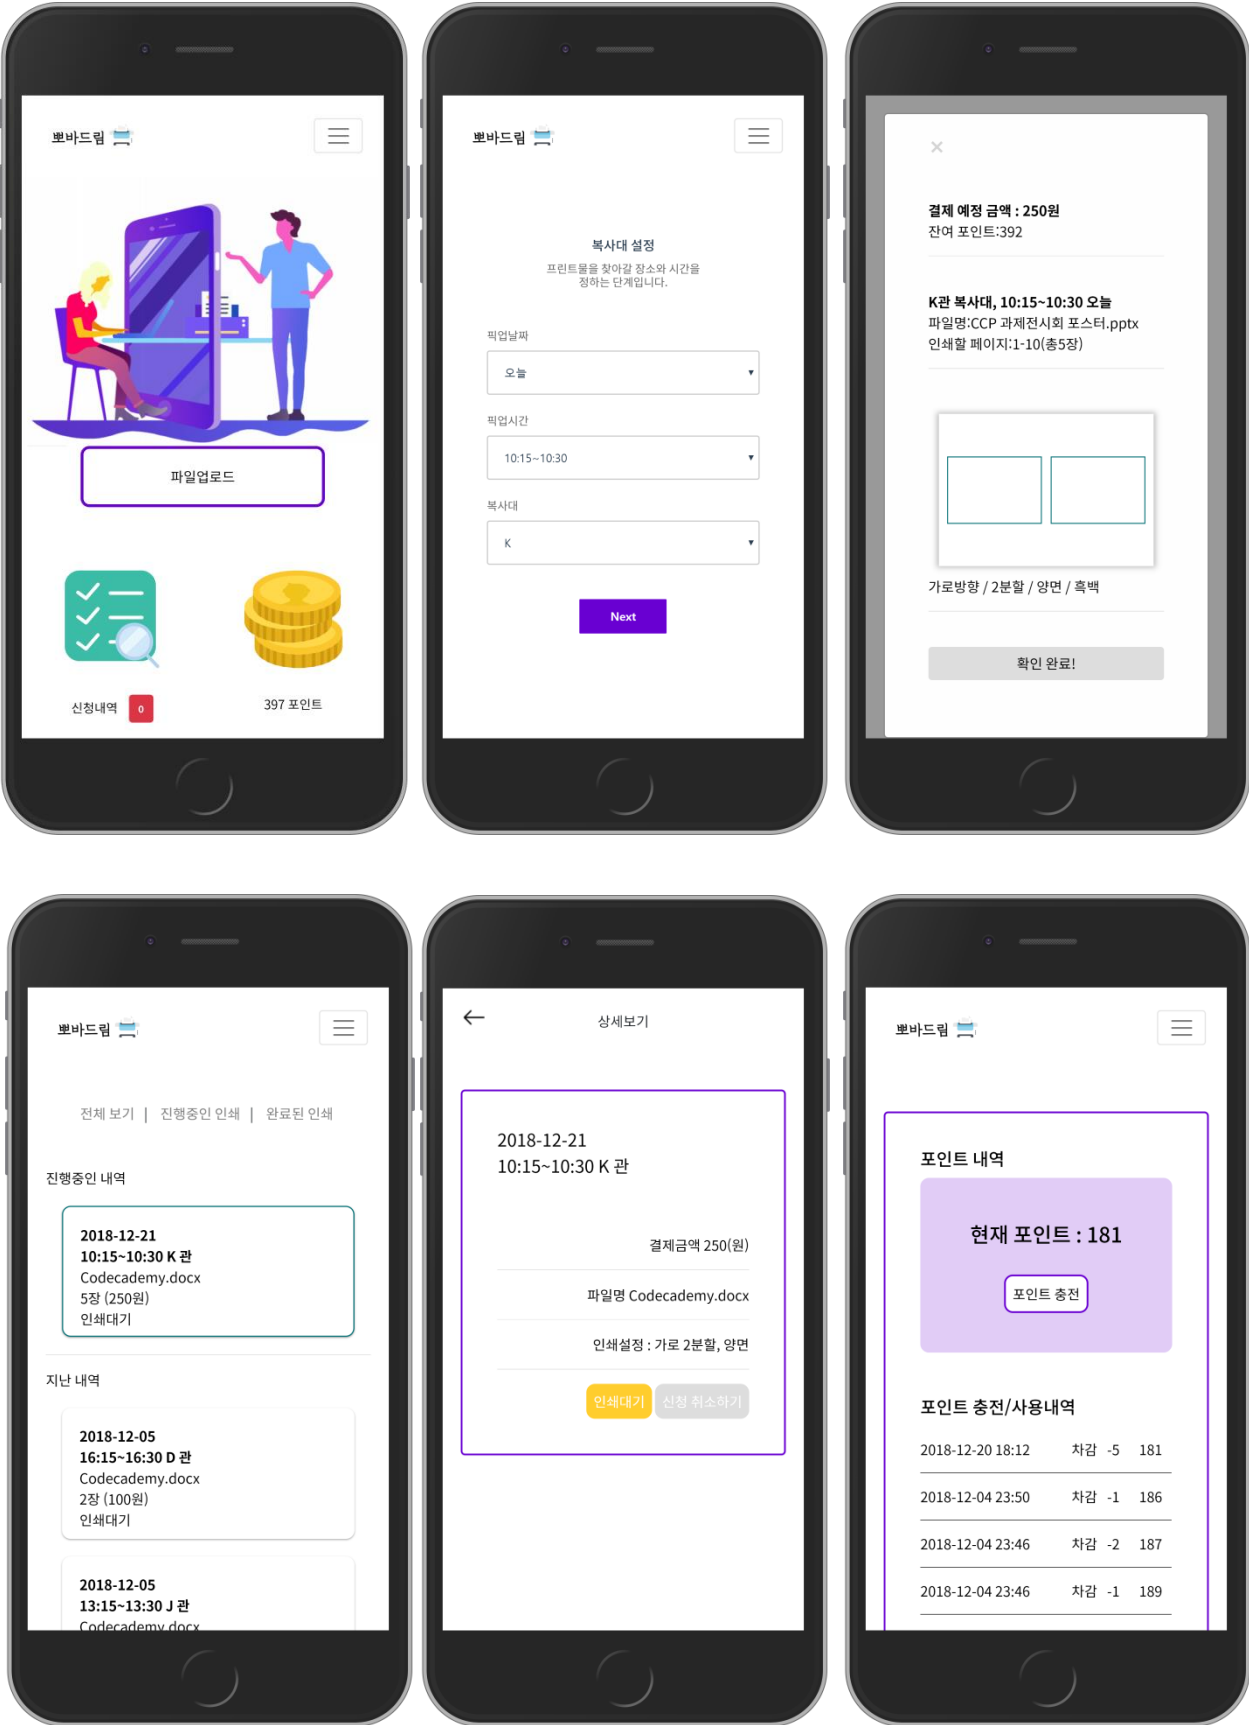 뽀바드림
파일업로드
신청내역 0
397 포인트
뽀바드림
복사대 설정
프린트물을 찾아갈 장소와 시간을
정하는 단계입니다.
픽업날짜
오늘
픽업시간
10:15~10:30
복사대
K
Next
×
결제 예정 금액 : 250원
잔여 포인트:392
K관 복사대, 10:15~10:30 오늘
파일명:CCP 과제전시회 포스터.pptx
인쇄할 페이지:1-10(총5장)
가로방향 / 2분할 / 양면 / 흑백
확인 완료!
뽀바드림
전체 보기 | 진행중인 인쇄 | 완료된 인쇄
진행중인 내역
2018-12-21
10:15~10:30 K 관
Codecademy.docx
5장 (250원)
인쇄대기
지난 내역
2018-12-05
16:15~16:30 D 관
Codecademy.docx
2장 (100원)
인쇄대기
2018-12-05
13:15~13:30 J 관
Codecademy.docx
상세보기
2018-12-21
10:15~10:30 K 관
결제금액 250(원)
파일명 Codecademy.docx
인쇄설정 : 가로 2분할, 양면
인쇄대기 신청 취소하기
뽀바드림
포인트 내역
현재 포인트 : 181
포인트 충전
포인트 충전/사용내역
2018-12-20 18:12 차감 -5 181
2018-12-04 23:50 차감 -1 186
2018-12-04 23:46 차감 -2 187
2018-12-04 23:46 차감 -1 189